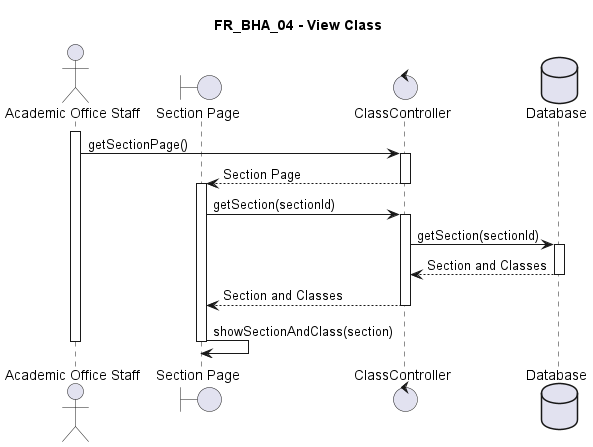 FR_BHA_04 - View Class
Academic Office Staff
Section Page
ClassController
Database
getSectionPage()
Section Page
getSection(sectionId)
getSection(sectionId)
Section and Classes
Section and Classes
showSectionAndClass(section)
Academic Office Staff
Section Page
ClassController
Database